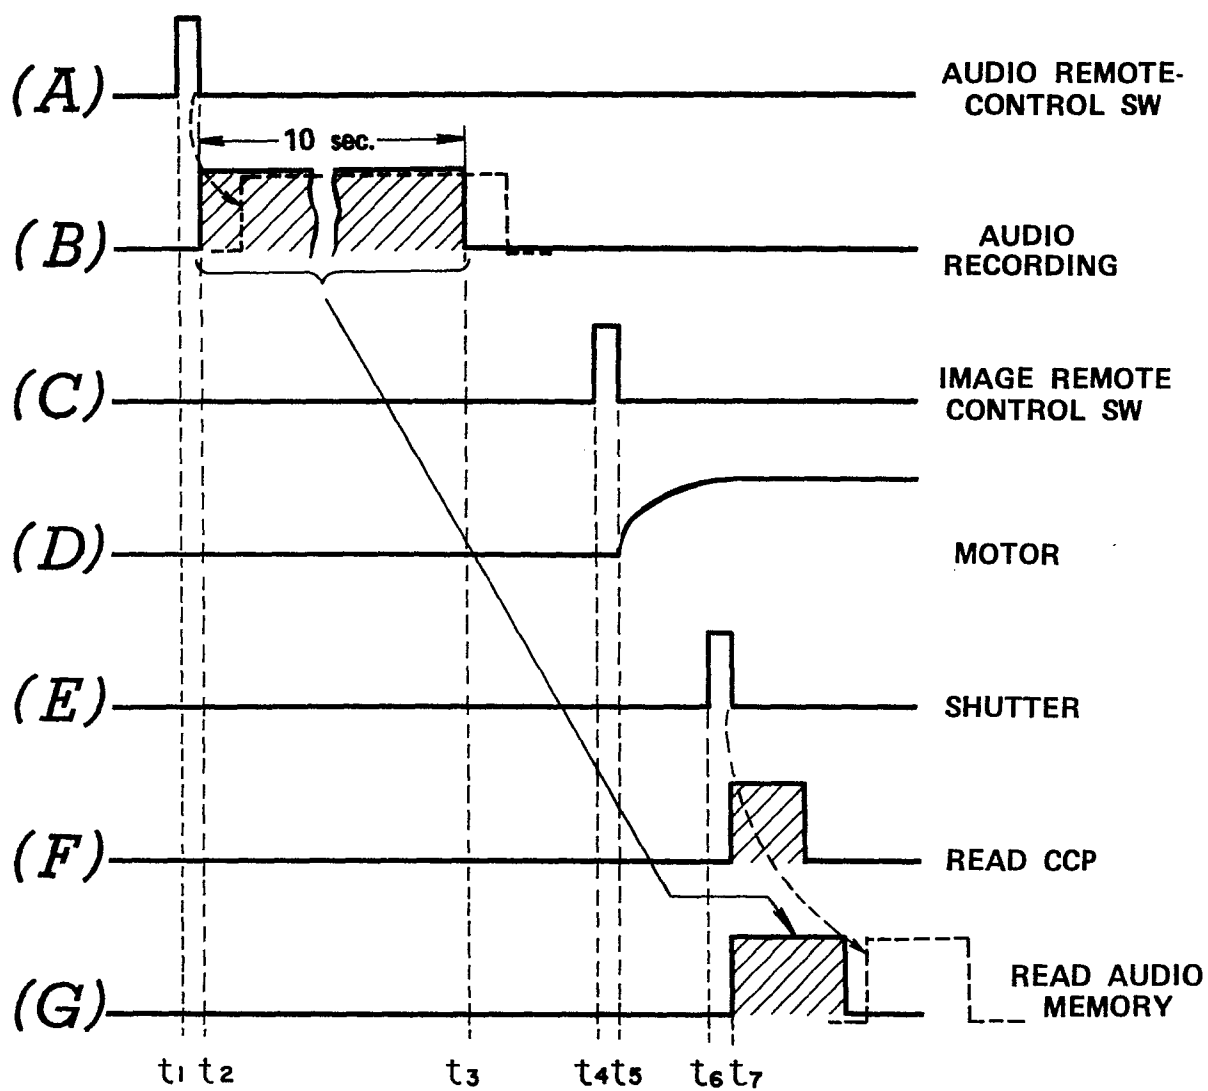 (A)
AUDIO REMOTE-
CONTROL SW
10 sec.
(B)
AUDIO
RECORDING
(C)
IMAGE REMOTE
CONTROL SW
(D)
MOTOR
(E)
SHUTTER
(F)
READ CCP
(G)
READ AUDIO
MEMORY
t1 t2 t3 t4 t5 t6 t7